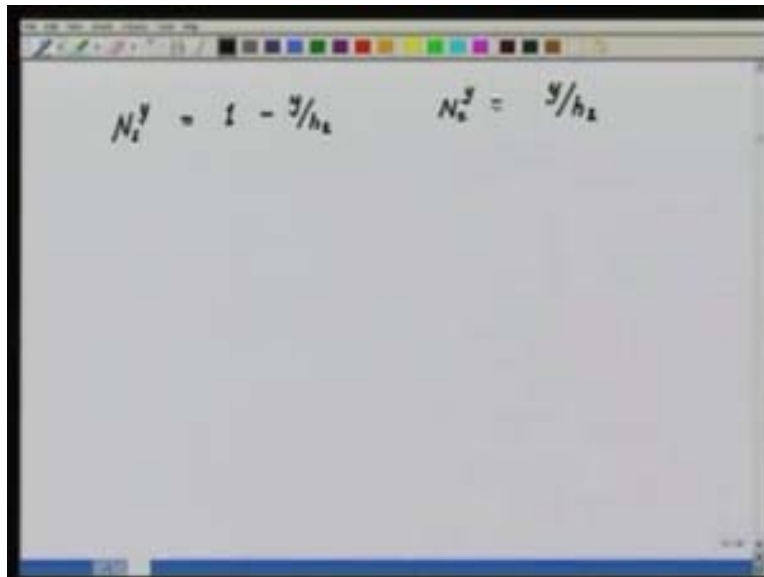 N₁ʸ = 1 - y/h₂ N₂ʸ = y/h₂